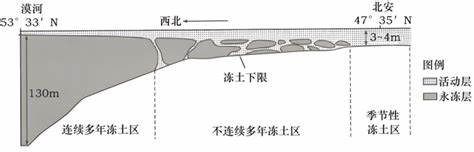 漠河
53° 33′ N
西北
北安
47° 35′ N
3~4m
图例
活动层
永冻层
冻土下限
130m
连续多年冻土区
不连续多年冻土区
季节性
冻土区